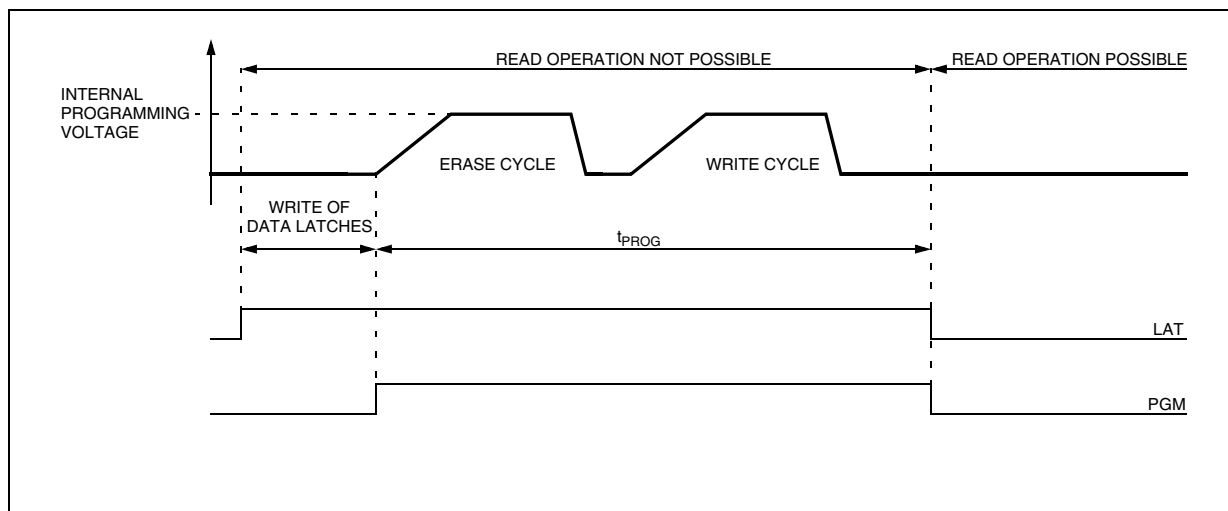 READ OPERATION NOT POSSIBLE
READ OPERATION POSSIBLE
INTERNAL
PROGRAMMING
VOLTAGE
ERASE CYCLE
WRITE CYCLE
WRITE OF
DATA LATCHES
tPROG
LAT
PGM